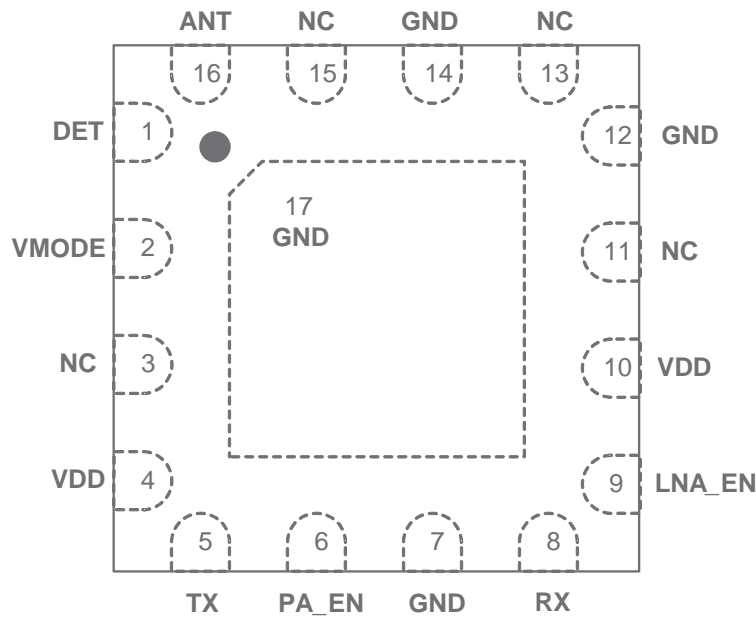 ANT NC GND NC
16 15 14 13
DET 1 12 GND
17
GND
VMODE 2 11 NC
NC 3 10 VDD
VDD 4 9 LNA_EN
5 6 7 8
TX PA_EN GND RX